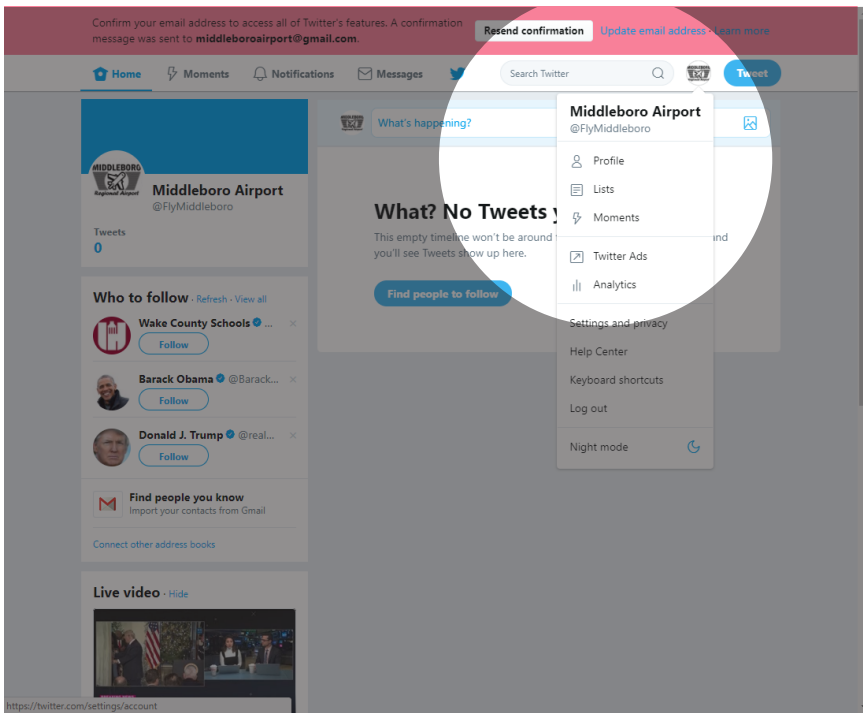 Confirm your email address to access all of Twitter's features. A confirmation
message was sent to middleboroairport@gmail.com.
Resend confirmation
Update email address · Learn more
Home
Moments
Notifications
Messages
Search Twitter
Tweet
What's happening?
Middleboro Airport
@FlyMiddleboro
Profile
Lists
Moments
Twitter Ads
Analytics
Settings and privacy
Help Center
Keyboard shortcuts
Log out
Night mode
MIDDLEBORO
Regional Airport
Middleboro Airport
@FlyMiddleboro
Tweets
0
What? No Tweets
This empty timeline won't be around
nd
you'll see Tweets show up here.
Find people to follow
Who to follow · Refresh · View all
Wake County Schools ...
Follow
Barack Obama @Barack...
Follow
Donald J. Trump @real...
Follow
Find people you know
Import your contacts from Gmail
Connect other address books
Live video · Hide
https://twitter.com/settings/account